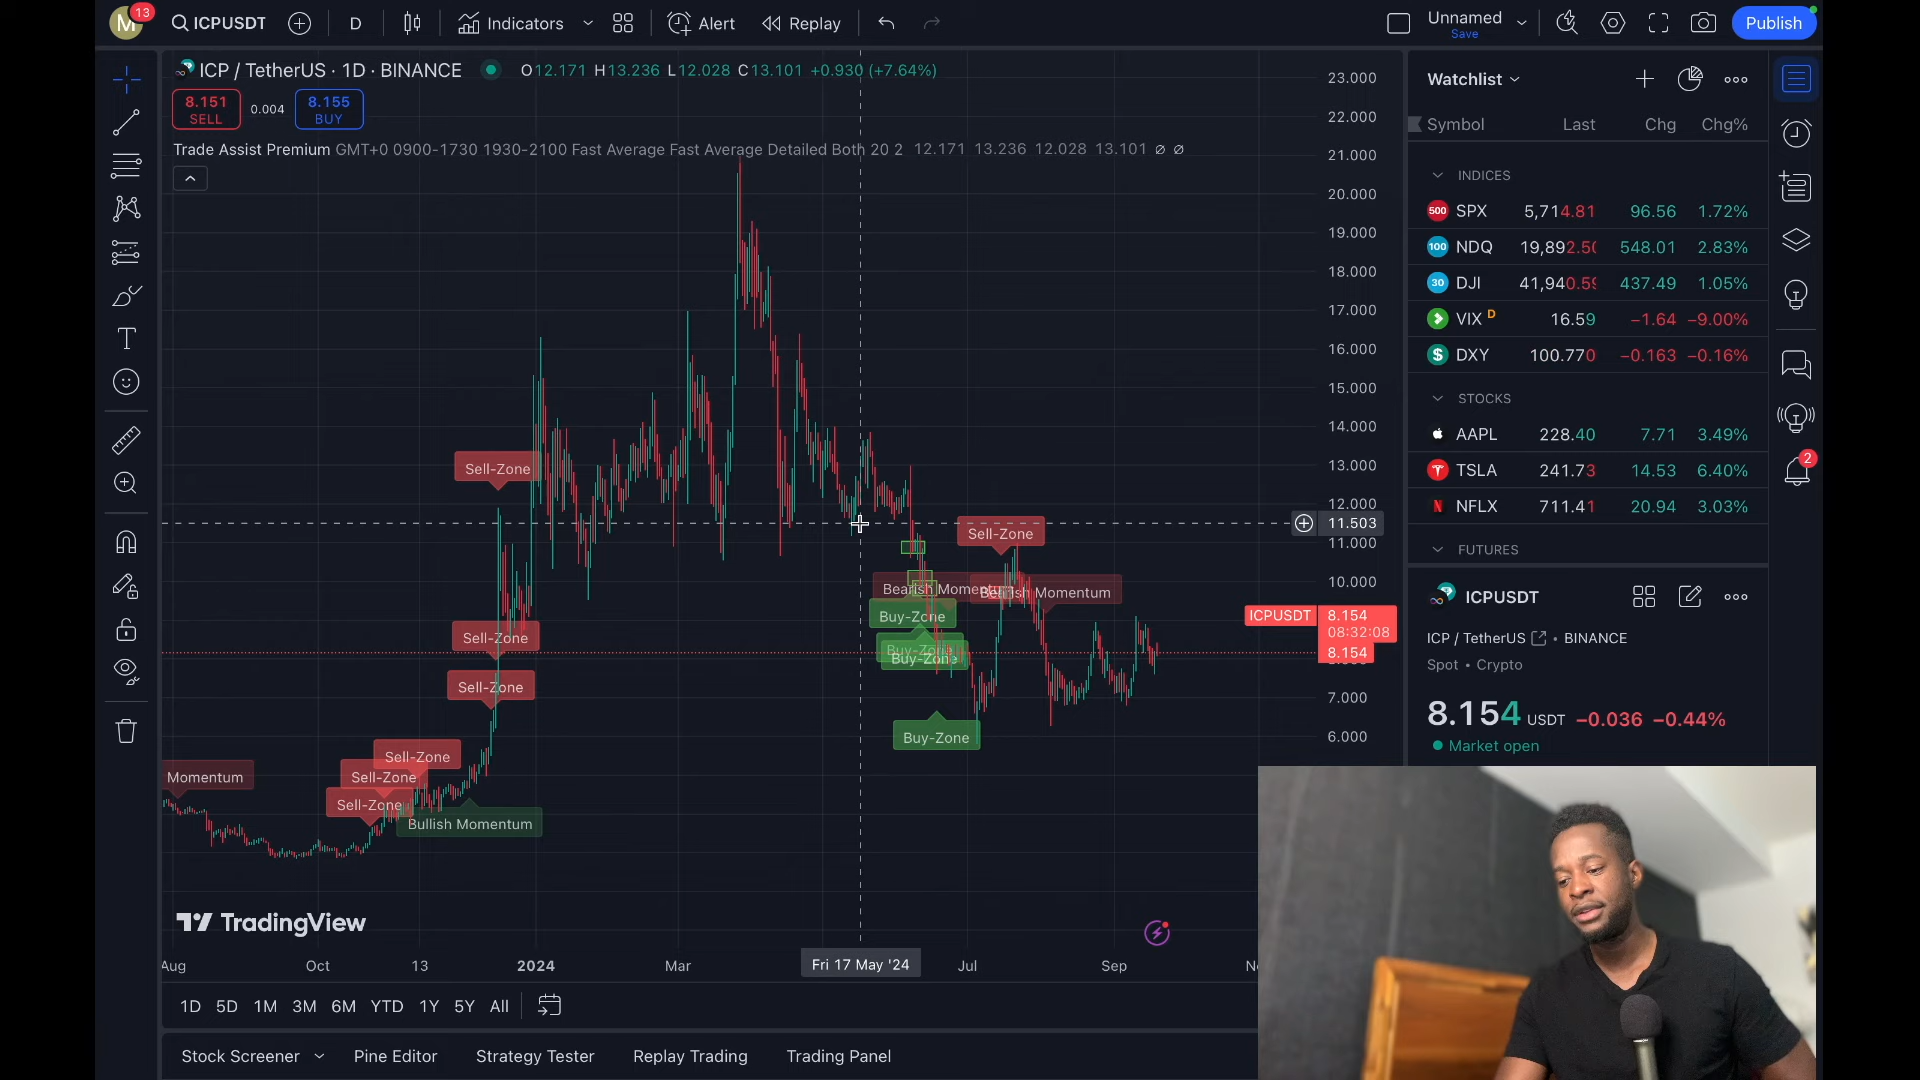 M 13 ICPUSDT D Indicators Alert Replay Unnamed Publish
Save
ICP / TetherUS · 1D · BINANCE O12.171 H13.236 L12.028 C13.101 +0.930 (+7.64%)
8.151 0.004 8.155
SELL BUY
Trade Assist Premium GMT+0 0900-1730 1930-2100 Fast Average Fast Average Detailed Both 20 2 12.171 13.236 12.028 13.101 ∅ ∅
23.000
22.000
21.000
20.000
19.000
18.000
17.000
16.000
15.000
14.000
13.000
12.000
11.503
11.000
10.000
ICPUSDT 8.154
08:32:08
8.154
7.000
6.000
Sell-Zone
Sell-Zone
Bearish Momentum
Momentum
Buy-Zone
Sell-Zone
Buy-Zone
Buy-Zone
Sell-Zone
Buy-Zone
Sell-Zone
Sell-Zone
Momentum
Sell-Zone
Bullish Momentum
TradingView
Aug Oct 13 2024 Mar Fri 17 May '24 Jul Sep
1D 5D 1M 3M 6M YTD 1Y 5Y All
Stock Screener Pine Editor Strategy Tester Replay Trading Trading Panel
Watchlist
Symbol Last Chg Chg%
INDICES
500 SPX 5,714.81 96.56 1.72%
100 NDQ 19,892.50 548.01 2.83%
30 DJI 41,940.59 437.49 1.05%
VIX D 16.59 −1.64 −9.00%
$ DXY 100.770 −0.163 −0.16%
STOCKS
AAPL 228.40 7.71 3.49%
TSLA 241.73 14.53 6.40%
N NFLX 711.41 20.94 3.03%
FUTURES
2
ICPUSDT
ICP / TetherUS • BINANCE
Spot • Crypto
8.154 USDT −0.036 −0.44%
Market open